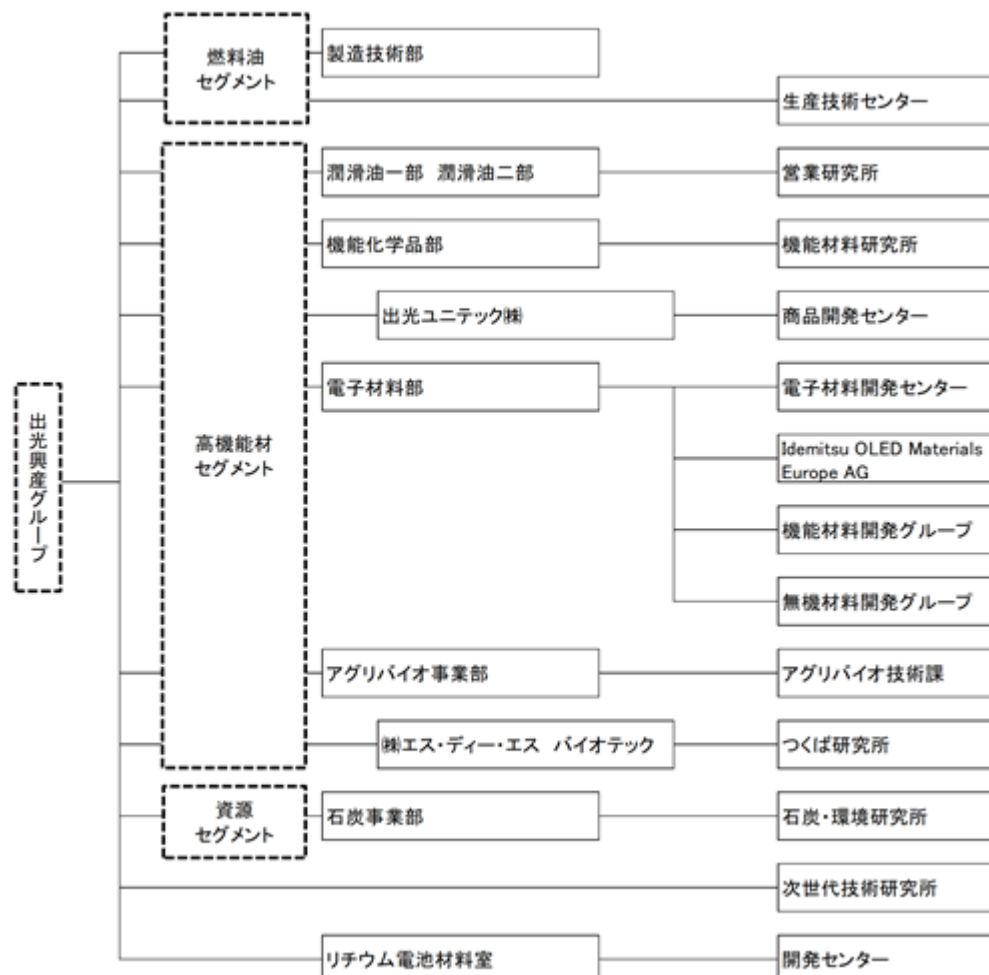 燃料油
セグメント
製造技術部
生産技術センター
潤滑油一部 潤滑油二部
営業研究所
機能化学品部
機能材料研究所
出光ユニテック㈱
商品開発センター
出光興産グループ
高機能材
セグメント
電子材料部
電子材料開発センター
Idemitsu OLED Materials
Europe AG
機能材料開発グループ
無機材料開発グループ
アグリバイオ事業部
アグリバイオ技術課
㈱エス・ディー・エス バイオテック
つくば研究所
資源
セグメント
石炭事業部
石炭・環境研究所
次世代技術研究所
リチウム電池材料室
開発センター